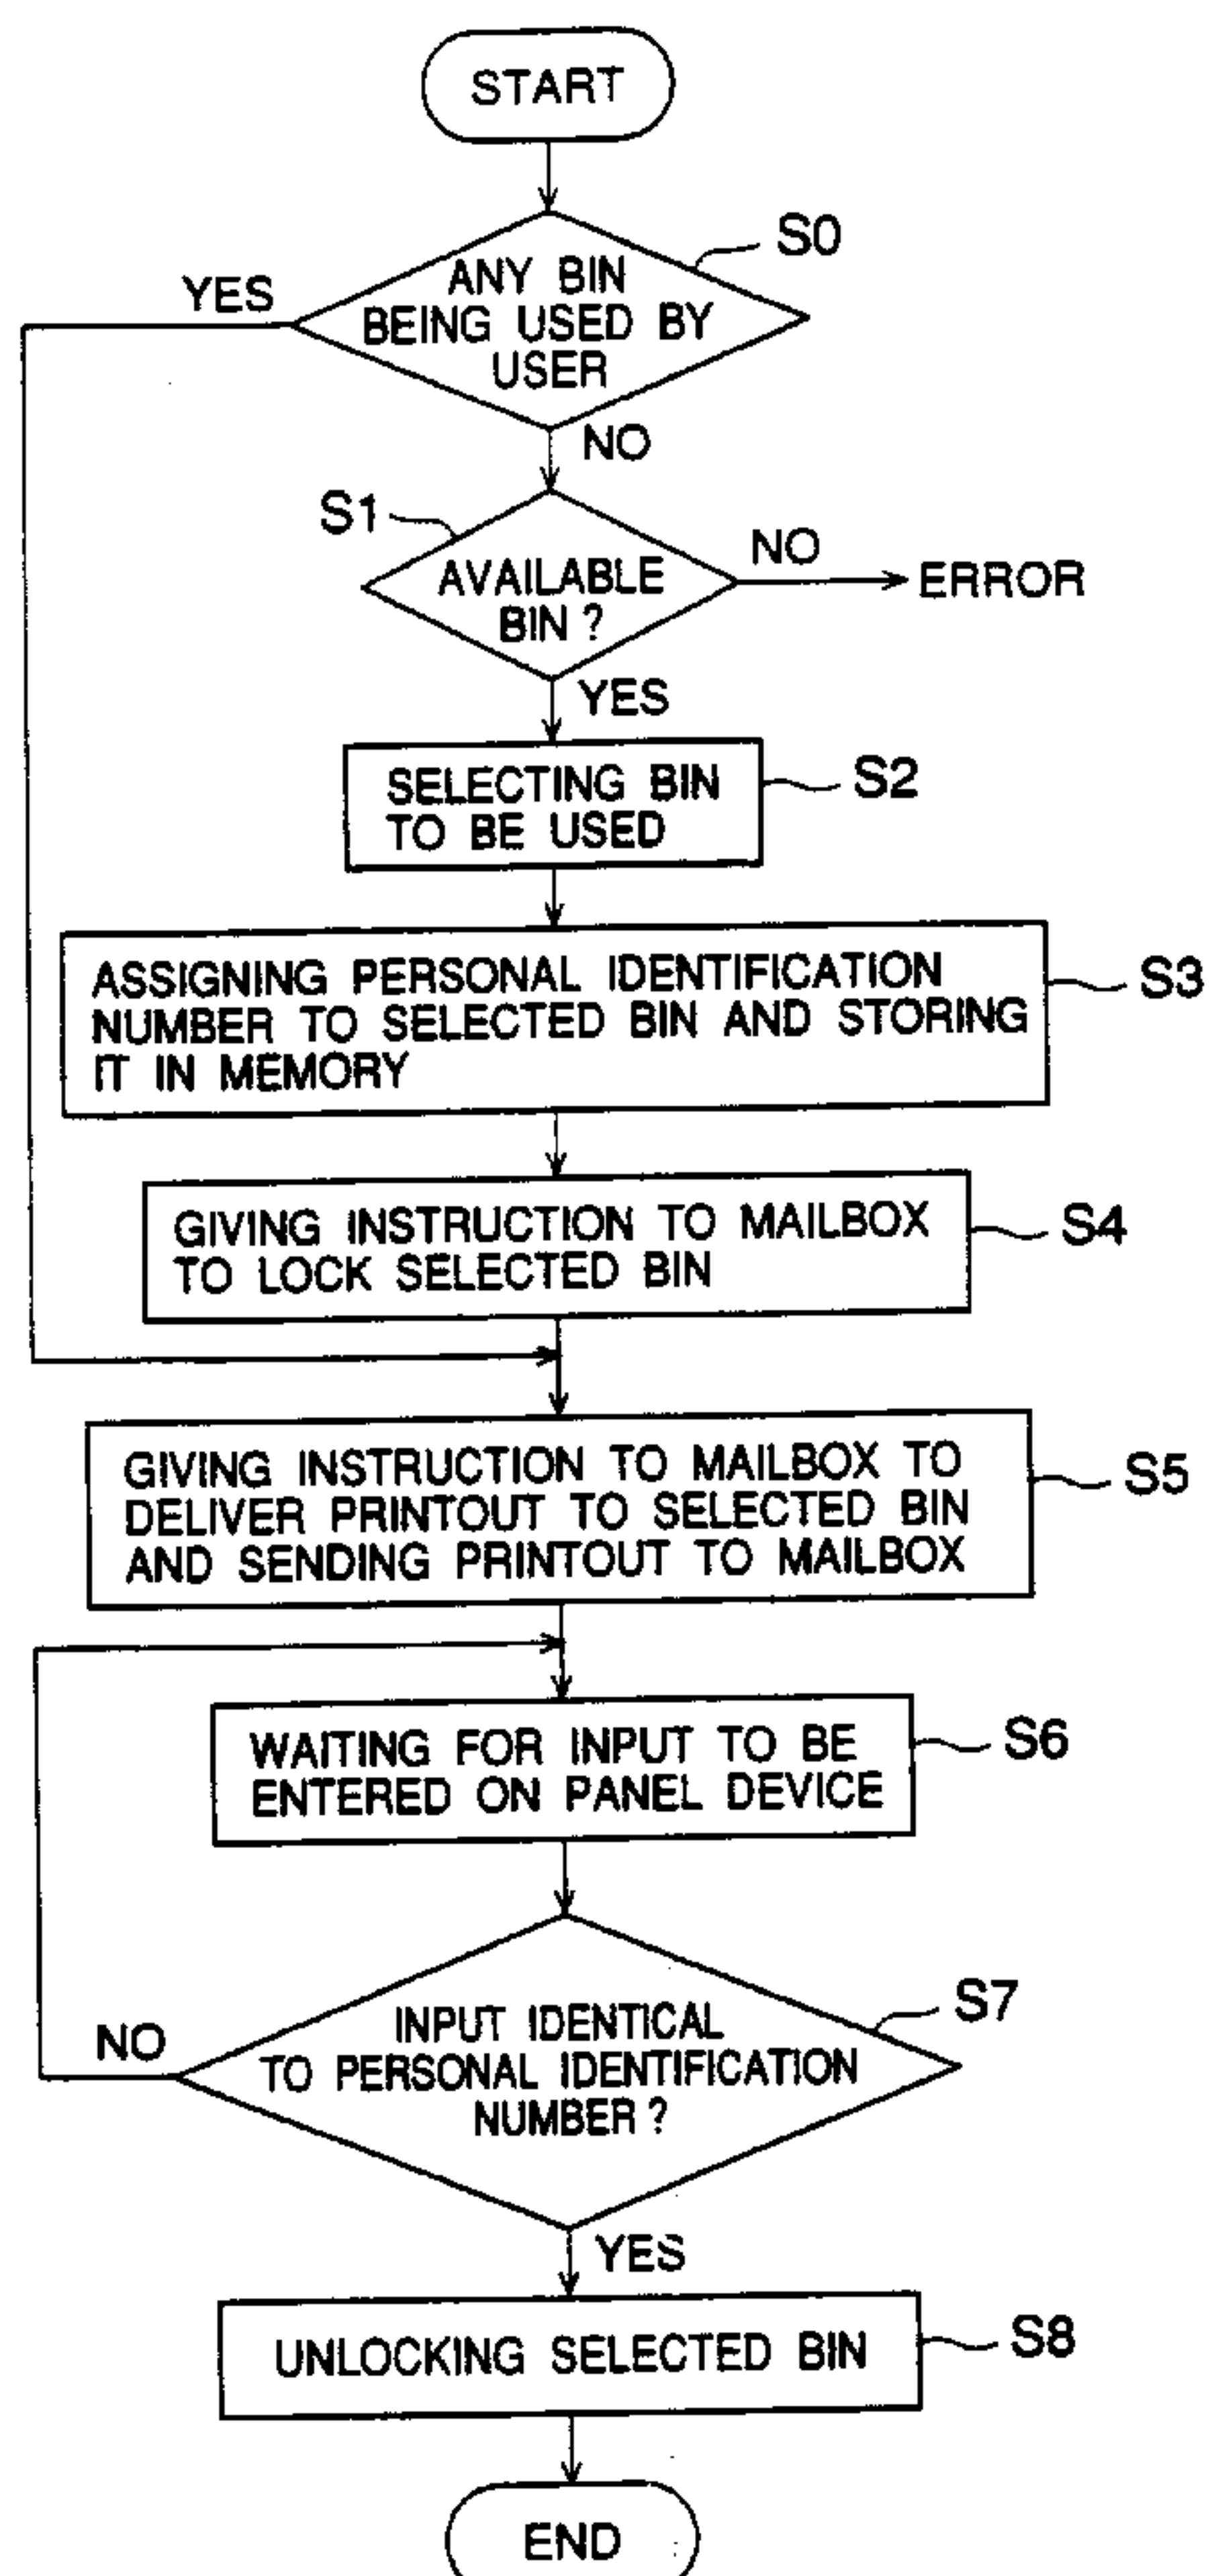 START
S0
YES
ANY BIN
BEING USED BY
USER
NO
S1
NO
AVAILABLE
BIN ?
ERROR
YES
SELECTING BIN
TO BE USED
S2
ASSIGNING PERSONAL IDENTIFICATION
NUMBER TO SELECTED BIN AND STORING
IT IN MEMORY
S3
GIVING INSTRUCTION TO MAILBOX
TO LOCK SELECTED BIN
S4
GIVING INSTRUCTION TO MAILBOX TO
DELIVER PRINTOUT TO SELECTED BIN
AND SENDING PRINTOUT TO MAILBOX
S5
WAITING FOR INPUT TO BE
ENTERED ON PANEL DEVICE
S6
S7
NO
INPUT IDENTICAL
TO PERSONAL IDENTIFICATION
NUMBER ?
YES
UNLOCKING SELECTED BIN
S8
END